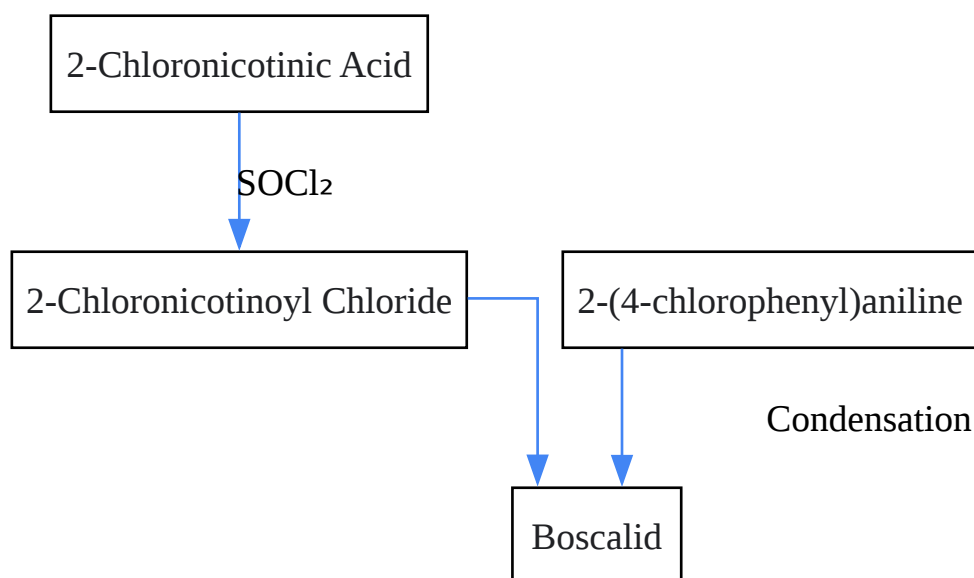 2-Chloronicotinic Acid
SOCl₂
2-Chloronicotinoyl Chloride
2-(4-chlorophenyl)aniline
Condensation
Boscalid